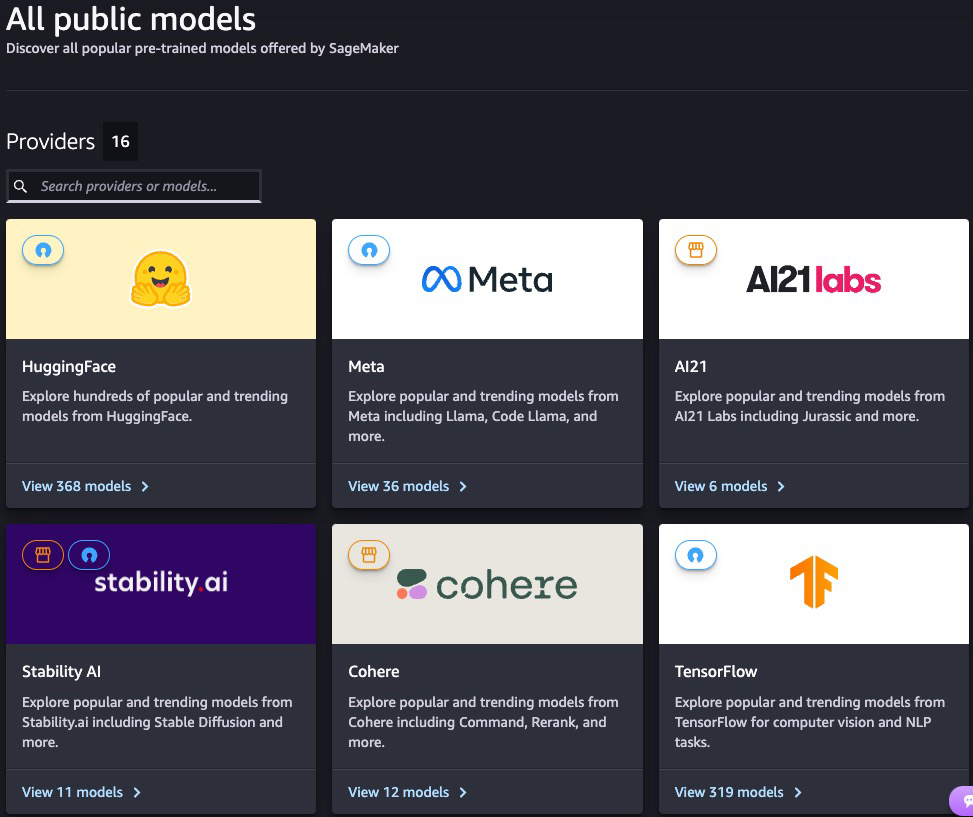 All public models
Discover all popular pre-trained models offered by SageMaker
Providers 16
Search providers or models...
Meta
AI21labs
HuggingFace
Explore hundreds of popular and trending
models from HuggingFace.
View 368 models
Meta
Explore popular and trending models from
Meta including Llama, Code Llama, and
more.
View 36 models
AI21
Explore popular and trending models from
AI21 Labs including Jurassic and more.
View 6 models
stability.ai
cohere
TF
Stability AI
Explore popular and trending models from
Stability.ai including Stable Diffusion and
more.
View 11 models
Cohere
Explore popular and trending models from
Cohere including Command, Rerank, and
more.
View 12 models
TensorFlow
Explore popular and trending models from
TensorFlow for computer vision and NLP
tasks.
View 319 models